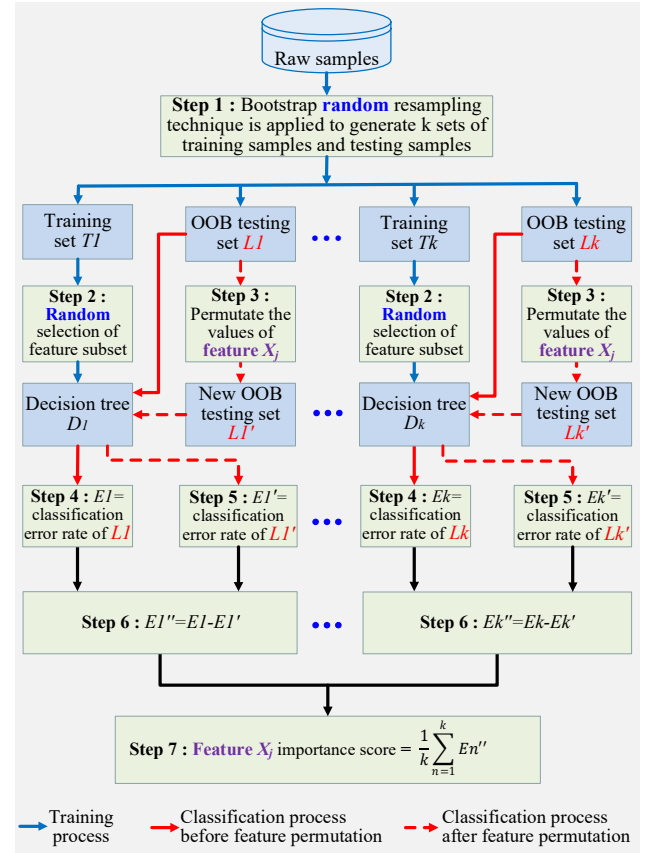 Raw samples
Step 1 : Bootstrap random resampling
technique is applied to generate k sets of
training samples and testing samples
Training
set T1
OOB testing
set L1
•••
Training
set Tk
OOB testing
set Lk
Step 2 :
Random
selection of
feature subset
Step 3 :
Permutate the
values of
feature Xj
Step 2 :
Random
selection of
feature subset
Step 3 :
Permutate the
values of
feature Xj
Decision tree
D1
New OOB
testing set
L1'
•••
Decision tree
Dk
New OOB
testing set
Lk'
Step 4 : E1=
classification
error rate of L1
Step 5 : E1'=
classification
error rate of L1'
•••
Step 4 : Ek=
classification
error rate of Lk
Step 5 : Ek'=
classification
error rate of Lk'
Step 6 : E1''=E1-E1'
•••
Step 6 : Ek''=Ek-Ek'
Step 7 : Feature Xj importance score = 1/k ∑_{n=1}^{k} En''
Training
process
Classification process
before feature permutation
Classification process
after feature permutation